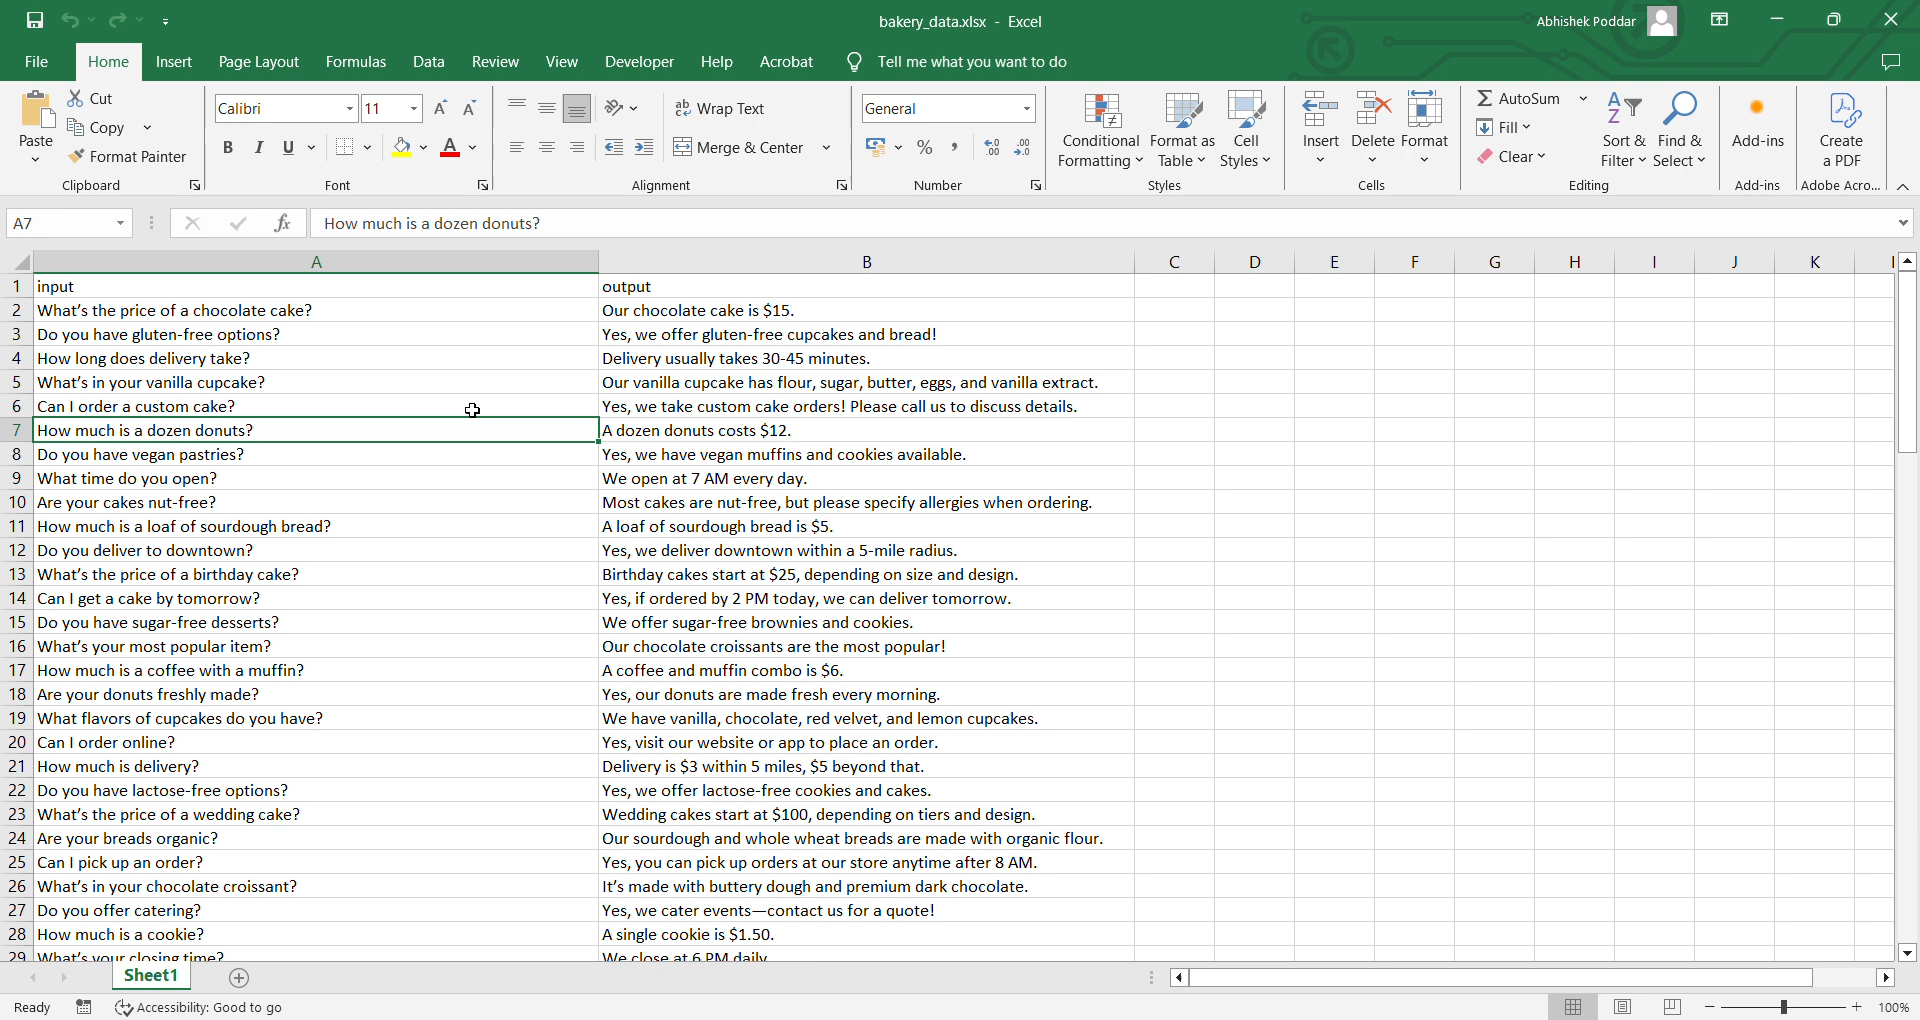 bakery_data.xlsx - Excel
Abhishek Poddar
File Home Insert Page Layout Formulas Data Review View Developer Help Acrobat Tell me what you want to do
Paste
Cut
Copy
Format Painter
Clipboard
Calibri 11
B I U A
Font
Wrap Text
Merge & Center
Alignment
General
%
Number
Conditional Formatting
Format as Table
Cell Styles
Styles
Insert Delete Format
Cells
AutoSum
Fill
Clear
Sort & Filter
Find & Select
Editing
Add-ins
Add-ins
Create a PDF
Adobe Acro...
A7 fx How much is a dozen donuts?
A B C D E F G H I J K
1 input output
2 What's the price of a chocolate cake? Our chocolate cake is $15.
3 Do you have gluten-free options? Yes, we offer gluten-free cupcakes and bread!
4 How long does delivery take? Delivery usually takes 30-45 minutes.
5 What's in your vanilla cupcake? Our vanilla cupcake has flour, sugar, butter, eggs, and vanilla extract.
6 Can I order a custom cake? Yes, we take custom cake orders! Please call us to discuss details.
7 How much is a dozen donuts? A dozen donuts costs $12.
8 Do you have vegan pastries? Yes, we have vegan muffins and cookies available.
9 What time do you open? We open at 7 AM every day.
10 Are your cakes nut-free? Most cakes are nut-free, but please specify allergies when ordering.
11 How much is a loaf of sourdough bread? A loaf of sourdough bread is $5.
12 Do you deliver to downtown? Yes, we deliver downtown within a 5-mile radius.
13 What's the price of a birthday cake? Birthday cakes start at $25, depending on size and design.
14 Can I get a cake by tomorrow? Yes, if ordered by 2 PM today, we can deliver tomorrow.
15 Do you have sugar-free desserts? We offer sugar-free brownies and cookies.
16 What's your most popular item? Our chocolate croissants are the most popular!
17 How much is a coffee with a muffin? A coffee and muffin combo is $6.
18 Are your donuts freshly made? Yes, our donuts are made fresh every morning.
19 What flavors of cupcakes do you have? We have vanilla, chocolate, red velvet, and lemon cupcakes.
20 Can I order online? Yes, visit our website or app to place an order.
21 How much is delivery? Delivery is $3 within 5 miles, $5 beyond that.
22 Do you have lactose-free options? Yes, we offer lactose-free cookies and cakes.
23 What's the price of a wedding cake? Wedding cakes start at $100, depending on tiers and design.
24 Are your breads organic? Our sourdough and whole wheat breads are made with organic flour.
25 Can I pick up an order? Yes, you can pick up orders at our store anytime after 8 AM.
26 What's in your chocolate croissant? It's made with buttery dough and premium dark chocolate.
27 Do you offer catering? Yes, we cater events—contact us for a quote!
28 How much is a cookie? A single cookie is $1.50.
29 What's your closing time? We close at 6 PM daily
Sheet1
Ready Accessibility: Good to go 100%